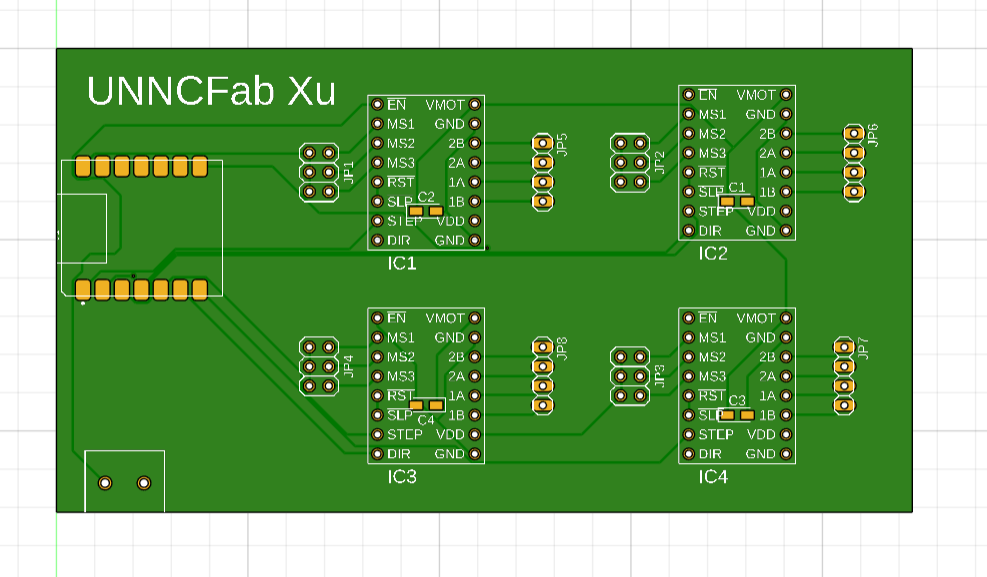 UNNCFab Xu
EN VMOT
MS1 GND
MS2 2B
MS3 2A
RST 1A
SLP 1B
STEP VDD
DIR GND
C2
IC1
JP1
JP5
EN VMOT
MS1 GND
MS2 2B
MS3 2A
RST 1A
SLP 1B
STEP VDD
DIR GND
C1
IC2
JP2
JP6
EN VMOT
MS1 GND
MS2 2B
MS3 2A
RST 1A
SLP 1B
STEP VDD
DIR GND
C4
IC3
JP4
JP8
EN VMOT
MS1 GND
MS2 2B
MS3 2A
RST 1A
SLP 1B
STEP VDD
DIR GND
C3
IC4
JP3
JP7